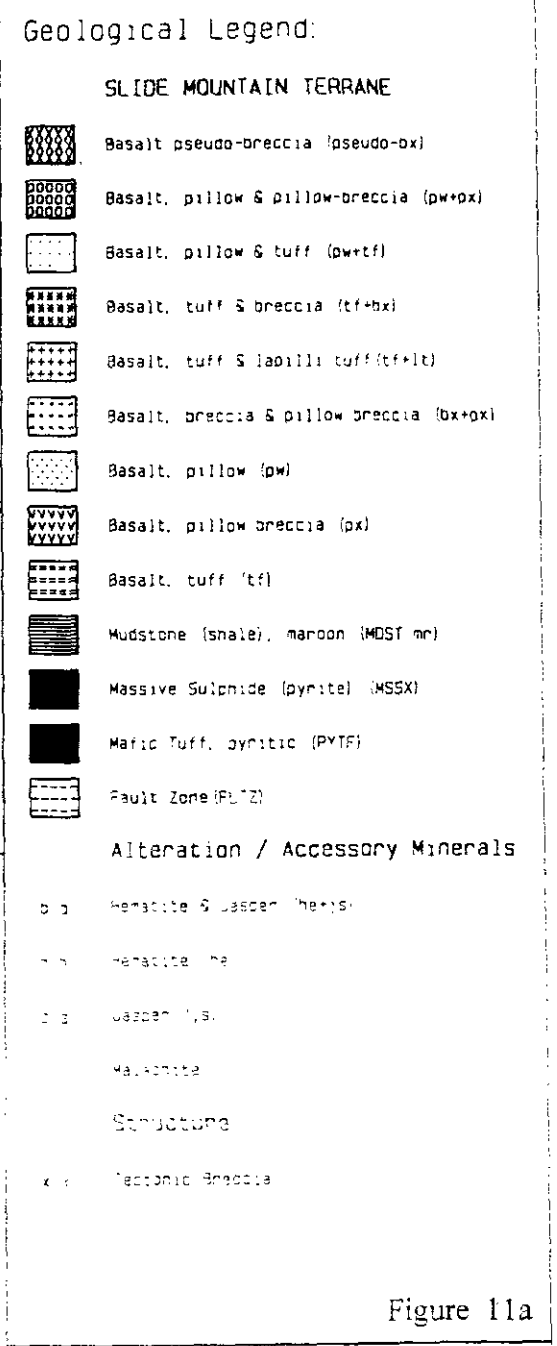 Geological Legend:
SLIDE MOUNTAIN TERRANE
Basalt pseudo-breccia (pseudo-bx)
Basalt, pillow & pillow-breccia (pw+px)
Basalt, pillow & tuff (pw+tf)
Basalt, tuff & breccia (tf+bx)
Basalt, tuff & lapilli tuff(tf+lt)
Basalt, breccia & pillow breccia (bx+px)
Basalt, pillow (pw)
Basalt, pillow breccia (px)
Basalt, tuff (tf)
Mudstone (shale), maroon (MDST mr)
Massive Sulphide (pyrite) (MSSX)
Mafic Tuff, pyritic (PYTF)
Fault Zone(FLTZ)
Alteration / Accessory Minerals
Hematite & Jasper (he+js)
Hematite (he)
Jasper (js)
Malachite
Structure
x x Tectonic Breccia
Figure 11a